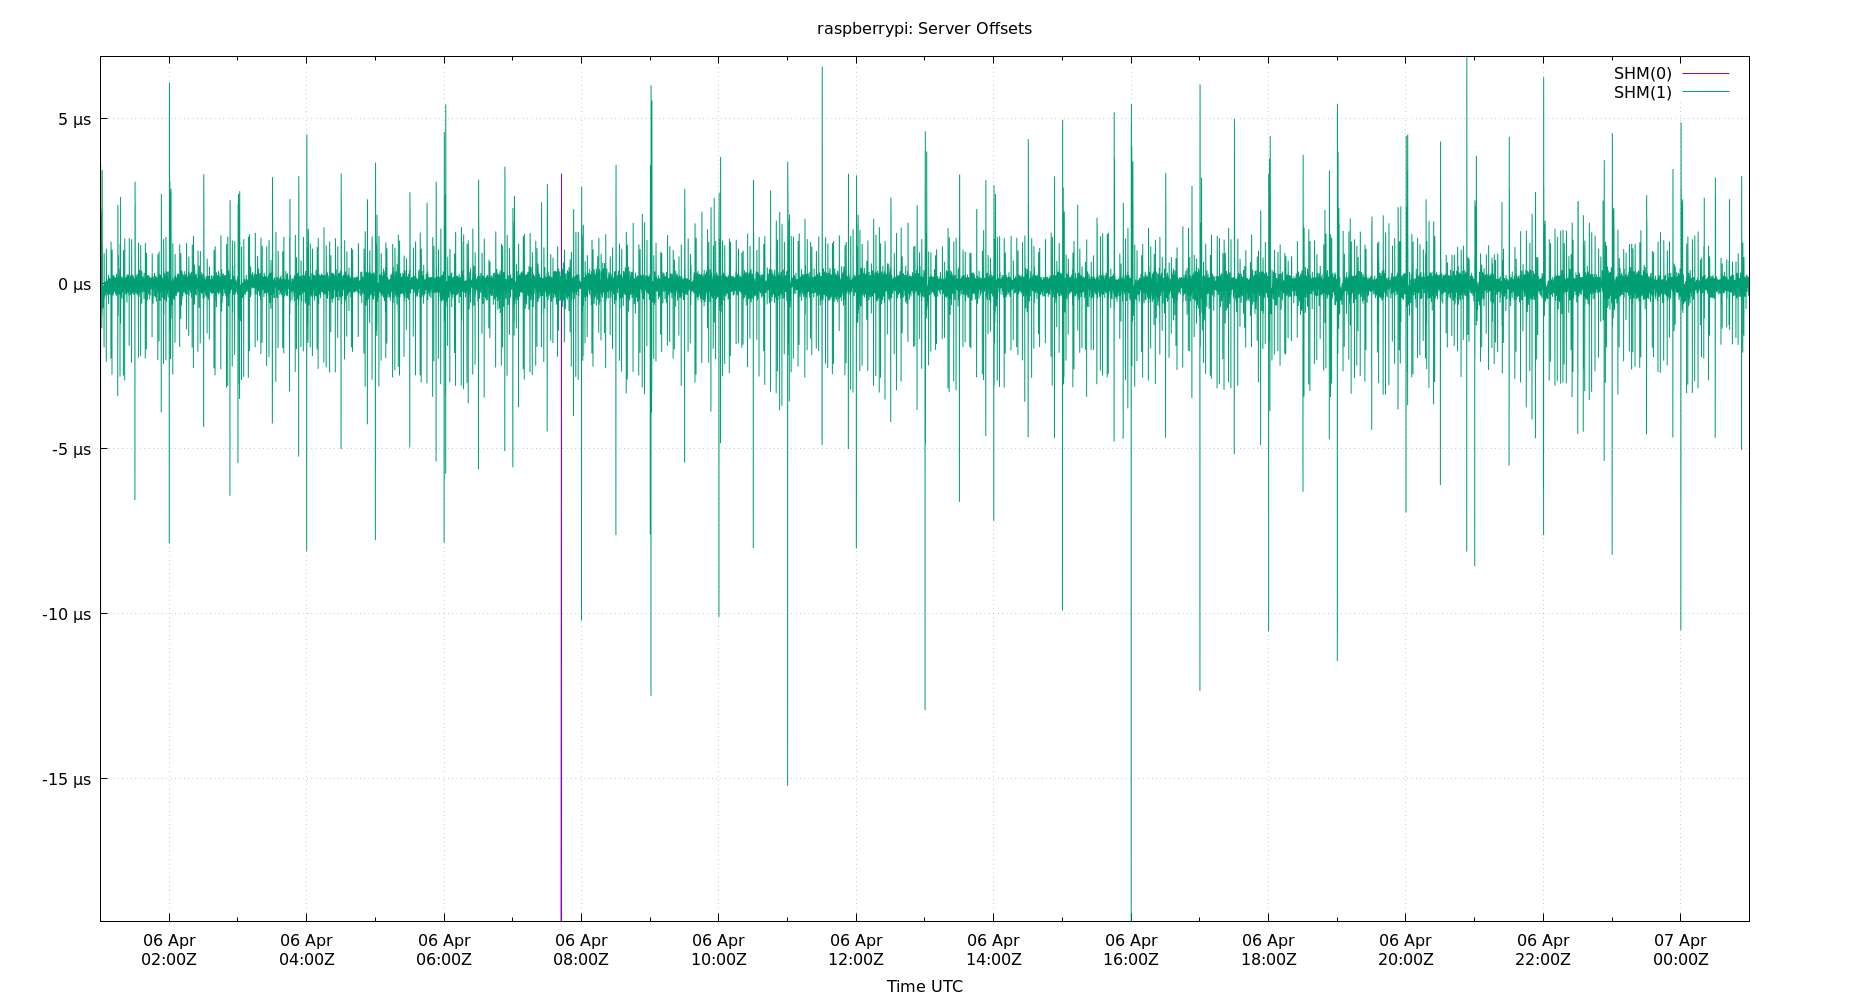 raspberrypi: Server Offsets
SHM(0)
SHM(1)
5 µs
0 µs
-5 µs
-10 µs
-15 µs
06 Apr 06 Apr 06 Apr 06 Apr 06 Apr 06 Apr 06 Apr 06 Apr 06 Apr 06 Apr 06 Apr 07 Apr
02:00Z 04:00Z 06:00Z 08:00Z 10:00Z 12:00Z 14:00Z 16:00Z 18:00Z 20:00Z 22:00Z 00:00Z
Time UTC